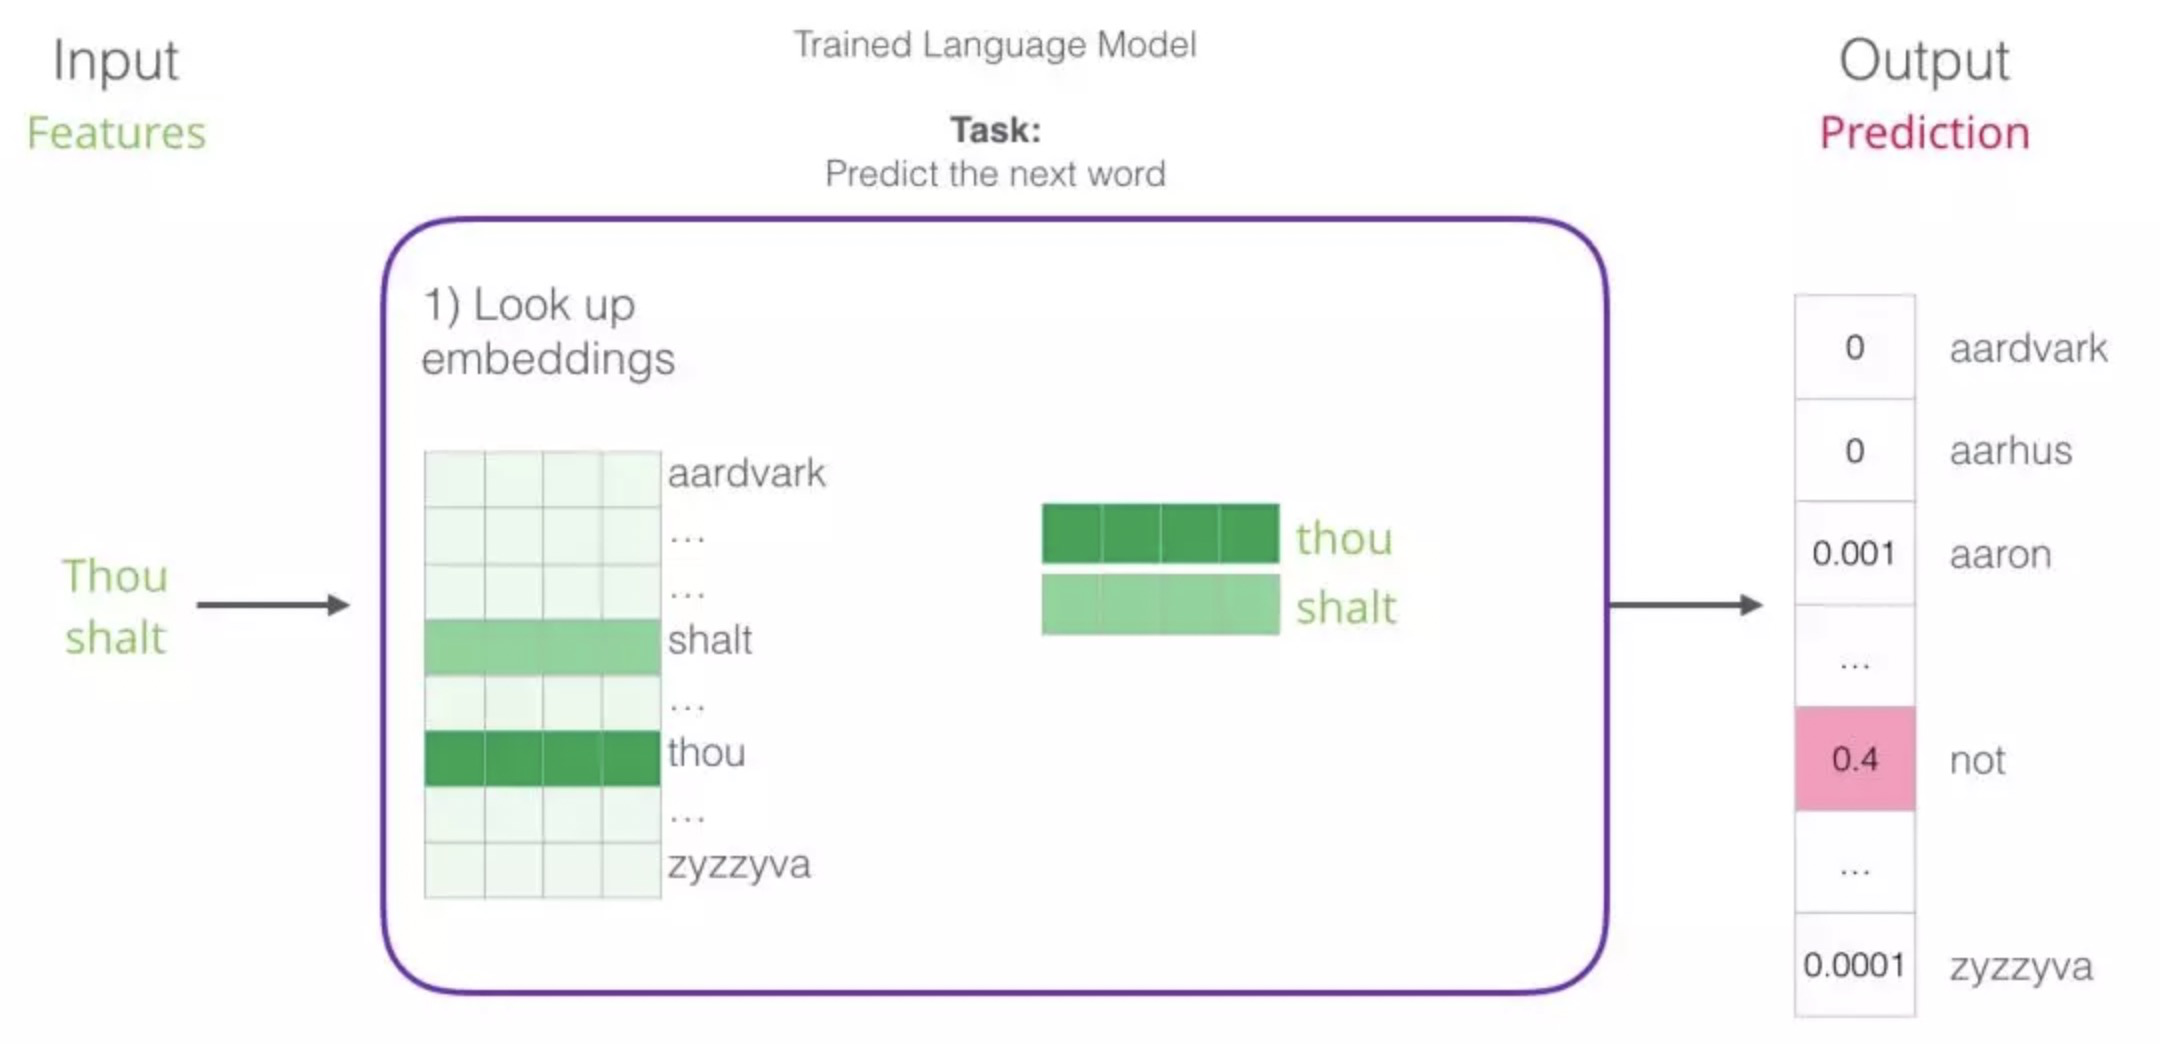 Input
Features
Trained Language Model
Task:
Predict the next word
Output
Prediction
Thou
shalt
1) Look up
embeddings
aardvark
...
...
shalt
...
thou
...
zyzzyva
thou
shalt
0 aardvark
0 aarhus
0.001 aaron
...
0.4 not
...
0.0001 zyzzyva